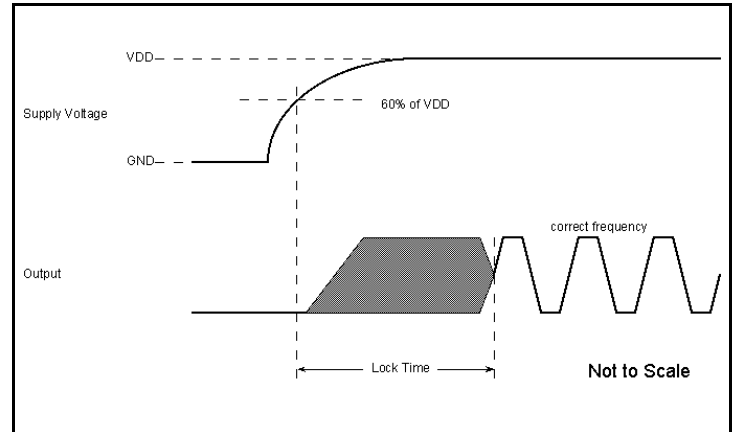 VDD
60% of VDD
Supply Voltage
GND
correct frequency
Output
Lock Time
Not to Scale